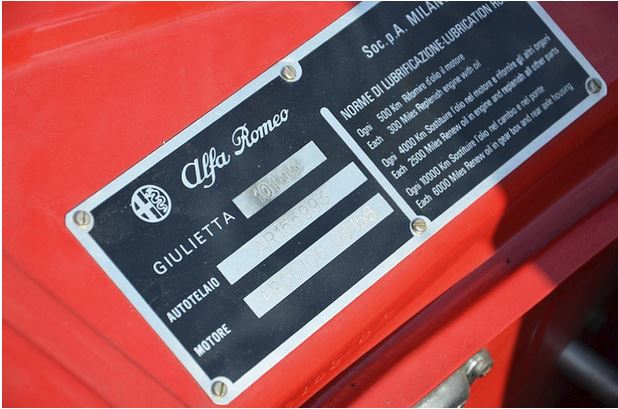 Alfa Romeo
GIULIETTA
AUTOTELAIO
MOTORE
Soc.p.A. MILAN
NORME DI LUBRIFICAZIONE-LUBRICATION
Ogni 500 Km Rifornire d'olio il motore
Each 300 Miles Replenish engine with oil
Ogni 4000 Km Sostituire l'olio nel motore e rifornire gli altri organi
Each 2500 Miles Renew oil in engine and replenish all other parts
Ogni 10000 Km Sostituire l'olio nel cambio e nel ponte
Each 6000 Miles Renew oil in gear box and rear axle housing